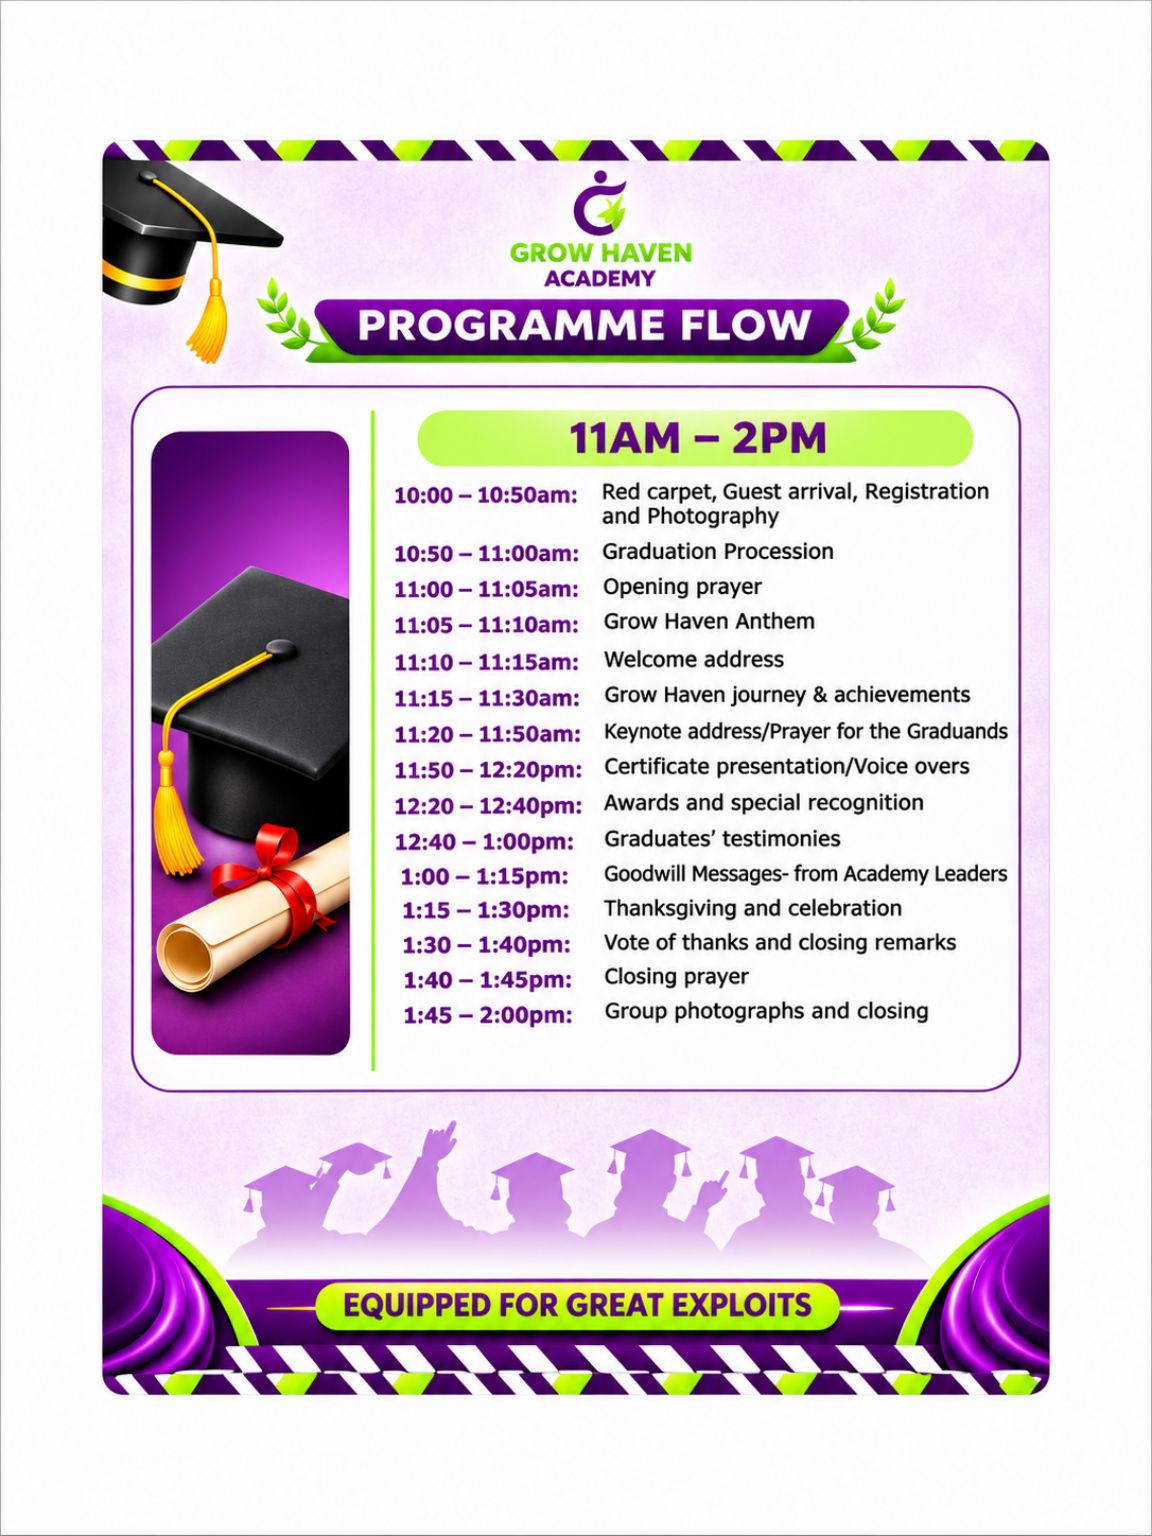 GROW HAVEN
ACADEMY
PROGRAMME FLOW
11AM – 2PM
10:00 – 10:50am: Red carpet, Guest arrival, Registration
and Photography
10:50 – 11:00am: Graduation Procession
11:00 – 11:05am: Opening prayer
11:05 – 11:10am: Grow Haven Anthem
11:10 – 11:15am: Welcome address
11:15 – 11:30am: Grow Haven journey & achievements
11:20 – 11:50am: Keynote address/Prayer for the Graduands
11:50 – 12:20pm: Certificate presentation/Voice overs
12:20 – 12:40pm: Awards and special recognition
12:40 – 1:00pm: Graduates’ testimonies
1:00 – 1:15pm: Goodwill Messages- from Academy Leaders
1:15 – 1:30pm: Thanksgiving and celebration
1:30 – 1:40pm: Vote of thanks and closing remarks
1:40 – 1:45pm: Closing prayer
1:45 – 2:00pm: Group photographs and closing
EQUIPPED FOR GREAT EXPLOITS